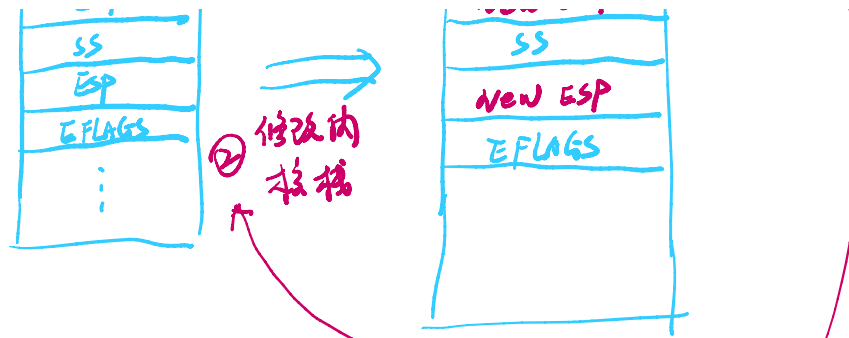 SS
ESP
EFLAGS
② 修改内
核栈
SS
NEW ESP
EFLAGS